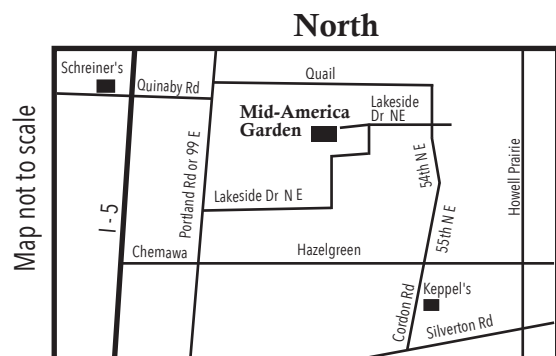 North
Schreiner's
Quinaby Rd
Quail
Mid-America
Garden
Lakeside
Dr NE
Map not to scale
Portland Rd or 99 E
54th N E
Howell Prairie
Lakeside Dr N E
I - 5
55th N E
Chemawa
Hazelgreen
Keppel's
Cordon Rd
Silverton Rd